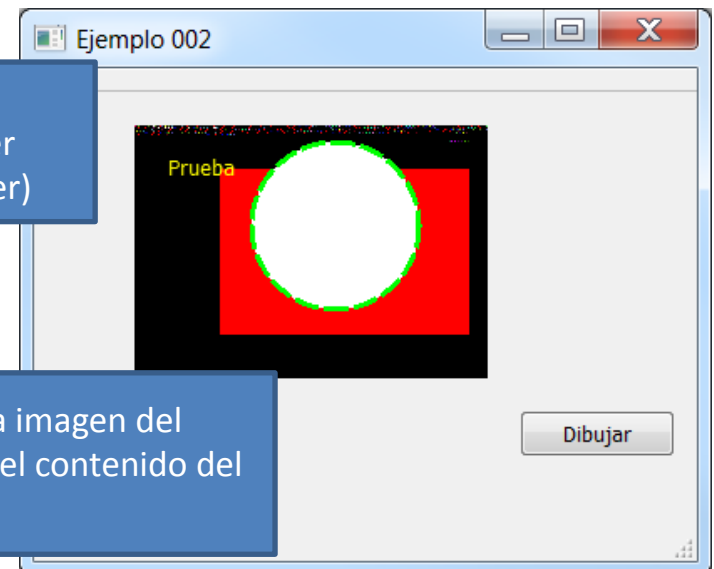 Ejemplo 002
er)
Prueba
a imagen del
el contenido del
Dibujar